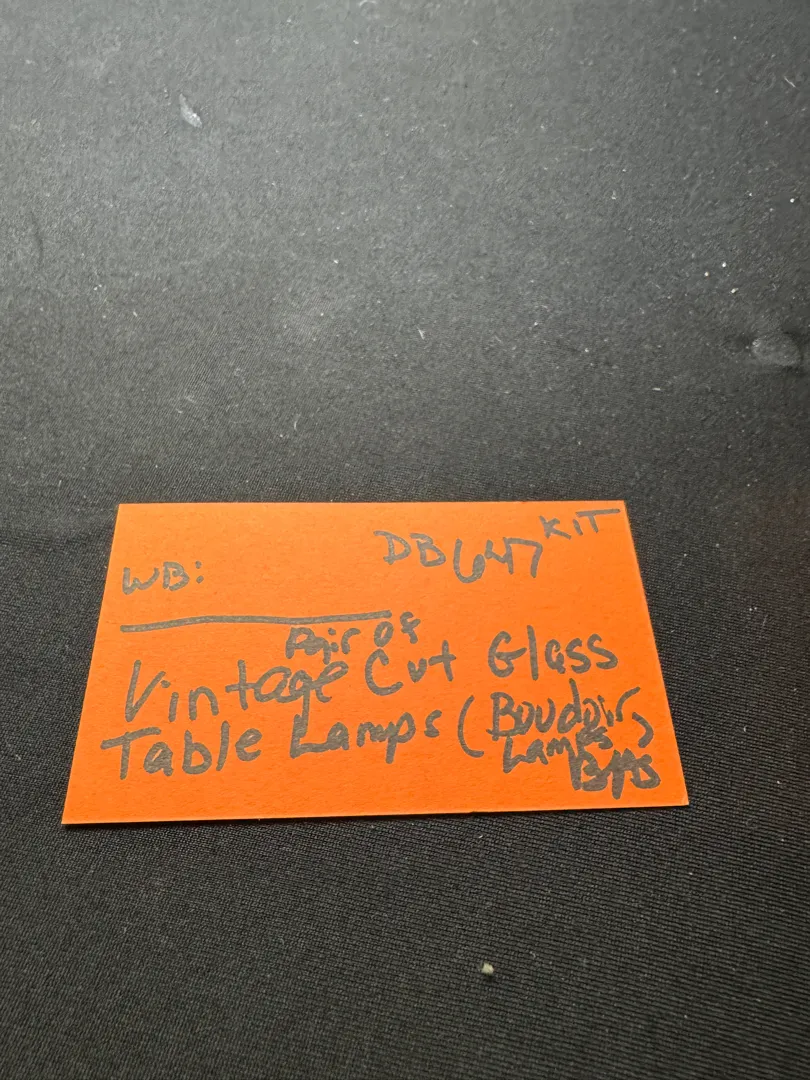 DB647 KIT
WB:
Pair of
Vintage Cut Glass
Table Lamps (Boudoir)
Lamps